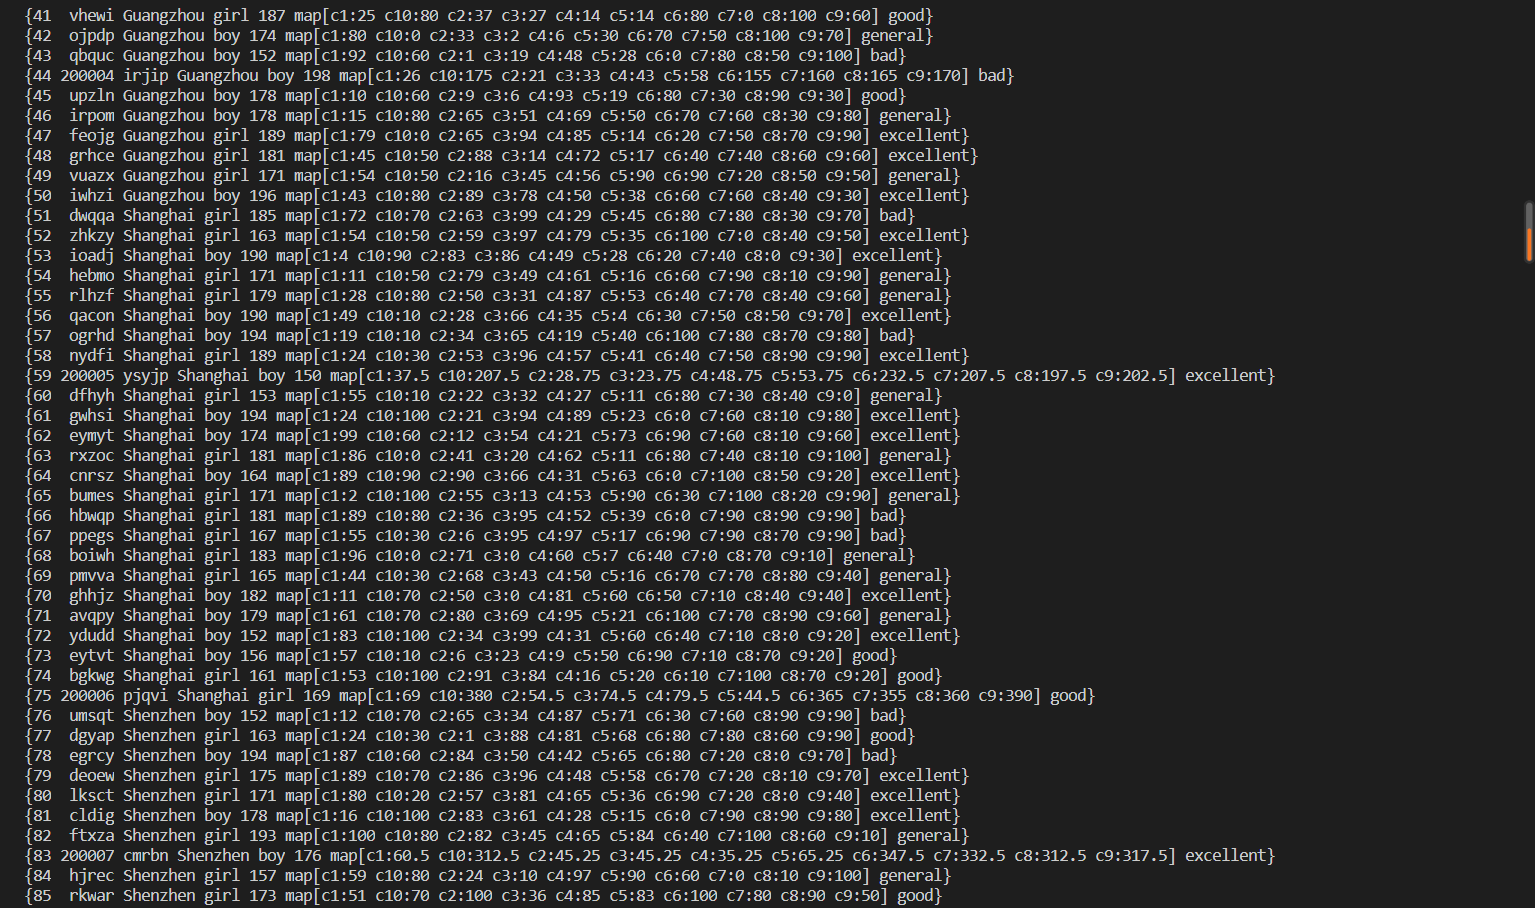 {41  vhewi Guangzhou girl 187 map[c1:25 c10:80 c2:37 c3:27 c4:14 c5:14 c6:80 c7:0 c8:100 c9:60] good}
{42  ojpdp Guangzhou boy 174 map[c1:80 c10:0 c2:33 c3:2 c4:6 c5:30 c6:70 c7:50 c8:100 c9:70] general}
{43  qbquc Guangzhou boy 152 map[c1:92 c10:60 c2:1 c3:19 c4:48 c5:28 c6:0 c7:80 c8:50 c9:100] bad}
{44 200004 irjip Guangzhou boy 198 map[c1:26 c10:175 c2:21 c3:33 c4:43 c5:58 c6:155 c7:160 c8:165 c9:170] bad}
{45  upzln Guangzhou boy 178 map[c1:10 c10:60 c2:9 c3:6 c4:93 c5:19 c6:80 c7:30 c8:90 c9:30] good}
{46  irpom Guangzhou boy 178 map[c1:15 c10:80 c2:65 c3:51 c4:69 c5:50 c6:70 c7:60 c8:30 c9:80] general}
{47  feojg Guangzhou girl 189 map[c1:79 c10:0 c2:65 c3:94 c4:85 c5:14 c6:20 c7:50 c8:70 c9:90] excellent}
{48  grhce Guangzhou girl 181 map[c1:45 c10:50 c2:88 c3:14 c4:72 c5:17 c6:40 c7:40 c8:60 c9:60] excellent}
{49  vuazx Guangzhou girl 171 map[c1:54 c10:50 c2:16 c3:45 c4:56 c5:90 c6:90 c7:20 c8:50 c9:50] general}
{50  iwhzi Guangzhou boy 196 map[c1:43 c10:80 c2:89 c3:78 c4:50 c5:38 c6:60 c7:60 c8:40 c9:30] excellent}
{51  dwqqa Shanghai girl 185 map[c1:72 c10:70 c2:63 c3:99 c4:29 c5:45 c6:80 c7:80 c8:30 c9:70] bad}
{52  zhkzy Shanghai girl 163 map[c1:54 c10:50 c2:59 c3:97 c4:79 c5:35 c6:100 c7:0 c8:40 c9:50] excellent}
{53  ioadj Shanghai boy 190 map[c1:4 c10:90 c2:83 c3:86 c4:49 c5:28 c6:20 c7:40 c8:0 c9:30] excellent}
{54  hebmo Shanghai girl 171 map[c1:11 c10:50 c2:79 c3:49 c4:61 c5:16 c6:60 c7:90 c8:10 c9:90] general}
{55  rlhzf Shanghai girl 179 map[c1:28 c10:80 c2:50 c3:31 c4:87 c5:53 c6:40 c7:70 c8:40 c9:60] general}
{56  qacon Shanghai boy 190 map[c1:49 c10:10 c2:28 c3:66 c4:35 c5:4 c6:30 c7:50 c8:50 c9:70] excellent}
{57  ogrhd Shanghai boy 194 map[c1:19 c10:10 c2:34 c3:65 c4:19 c5:40 c6:100 c7:80 c8:70 c9:80] bad}
{58  nydfi Shanghai girl 189 map[c1:24 c10:30 c2:53 c3:96 c4:57 c5:41 c6:40 c7:50 c8:90 c9:90] excellent}
{59 200005 ysyjp Shanghai boy 150 map[c1:37.5 c10:207.5 c2:28.75 c3:23.75 c4:48.75 c5:53.75 c6:232.5 c7:207.5 c8:197.5 c9:202.5] excellent}
{60  dfhyh Shanghai girl 153 map[c1:55 c10:10 c2:22 c3:32 c4:27 c5:11 c6:80 c7:30 c8:40 c9:0] general}
{61  gwhsi Shanghai boy 194 map[c1:24 c10:100 c2:21 c3:94 c4:89 c5:23 c6:0 c7:60 c8:10 c9:80] excellent}
{62  eymyt Shanghai boy 174 map[c1:99 c10:60 c2:12 c3:54 c4:21 c5:73 c6:90 c7:60 c8:10 c9:60] excellent}
{63  rxzoc Shanghai girl 181 map[c1:86 c10:0 c2:41 c3:20 c4:62 c5:11 c6:80 c7:40 c8:10 c9:100] general}
{64  cnrsz Shanghai boy 164 map[c1:89 c10:90 c2:90 c3:66 c4:31 c5:63 c6:0 c7:100 c8:50 c9:20] excellent}
{65  bumes Shanghai girl 171 map[c1:2 c10:100 c2:55 c3:13 c4:53 c5:90 c6:30 c7:100 c8:20 c9:90] general}
{66  hbwqp Shanghai girl 181 map[c1:89 c10:80 c2:36 c3:95 c4:52 c5:39 c6:0 c7:90 c8:90 c9:90] bad}
{67  ppegs Shanghai girl 167 map[c1:55 c10:30 c2:6 c3:95 c4:97 c5:17 c6:90 c7:90 c8:70 c9:90] bad}
{68  boiwh Shanghai girl 183 map[c1:96 c10:0 c2:71 c3:0 c4:60 c5:7 c6:40 c7:0 c8:70 c9:10] general}
{69  pmvva Shanghai girl 165 map[c1:44 c10:30 c2:68 c3:43 c4:50 c5:16 c6:70 c7:70 c8:80 c9:40] general}
{70  ghhjz Shanghai boy 182 map[c1:11 c10:70 c2:50 c3:0 c4:81 c5:60 c6:50 c7:10 c8:40 c9:40] excellent}
{71  avqpy Shanghai boy 179 map[c1:61 c10:70 c2:80 c3:69 c4:95 c5:21 c6:100 c7:70 c8:90 c9:60] general}
{72  ydudd Shanghai boy 152 map[c1:83 c10:100 c2:34 c3:99 c4:31 c5:60 c6:40 c7:10 c8:0 c9:20] excellent}
{73  eytvt Shanghai boy 156 map[c1:57 c10:10 c2:6 c3:23 c4:9 c5:50 c6:90 c7:10 c8:70 c9:20] good}
{74  bgkwg Shanghai girl 161 map[c1:53 c10:100 c2:91 c3:84 c4:16 c5:20 c6:10 c7:100 c8:70 c9:20] good}
{75 200006 pjqvi Shanghai girl 169 map[c1:69 c10:380 c2:54.5 c3:74.5 c4:79.5 c5:44.5 c6:365 c7:355 c8:360 c9:390] good}
{76  umsqt Shenzhen boy 152 map[c1:12 c10:70 c2:65 c3:34 c4:87 c5:71 c6:30 c7:60 c8:90 c9:90] bad}
{77  dgyap Shenzhen girl 163 map[c1:24 c10:30 c2:1 c3:88 c4:81 c5:68 c6:80 c7:80 c8:60 c9:90] good}
{78  egrcy Shenzhen boy 194 map[c1:87 c10:60 c2:84 c3:50 c4:42 c5:65 c6:80 c7:20 c8:0 c9:70] bad}
{79  deoew Shenzhen girl 175 map[c1:89 c10:70 c2:86 c3:96 c4:48 c5:58 c6:70 c7:20 c8:10 c9:70] excellent}
{80  lksct Shenzhen girl 171 map[c1:80 c10:20 c2:57 c3:81 c4:65 c5:36 c6:90 c7:20 c8:0 c9:40] excellent}
{81  cldig Shenzhen boy 178 map[c1:16 c10:100 c2:83 c3:61 c4:28 c5:15 c6:0 c7:90 c8:90 c9:80] excellent}
{82  ftxza Shenzhen girl 193 map[c1:100 c10:80 c2:82 c3:45 c4:65 c5:84 c6:40 c7:100 c8:60 c9:10] general}
{83 200007 cmrbn Shenzhen boy 176 map[c1:60.5 c10:312.5 c2:45.25 c3:45.25 c4:35.25 c5:65.25 c6:347.5 c7:332.5 c8:312.5 c9:317.5] excellent}
{84  hjrec Shenzhen girl 157 map[c1:59 c10:80 c2:24 c3:10 c4:97 c5:90 c6:60 c7:0 c8:10 c9:100] general}
{85  rkwar Shenzhen girl 173 map[c1:51 c10:70 c2:100 c3:36 c4:85 c5:83 c6:100 c7:80 c8:90 c9:50] good}